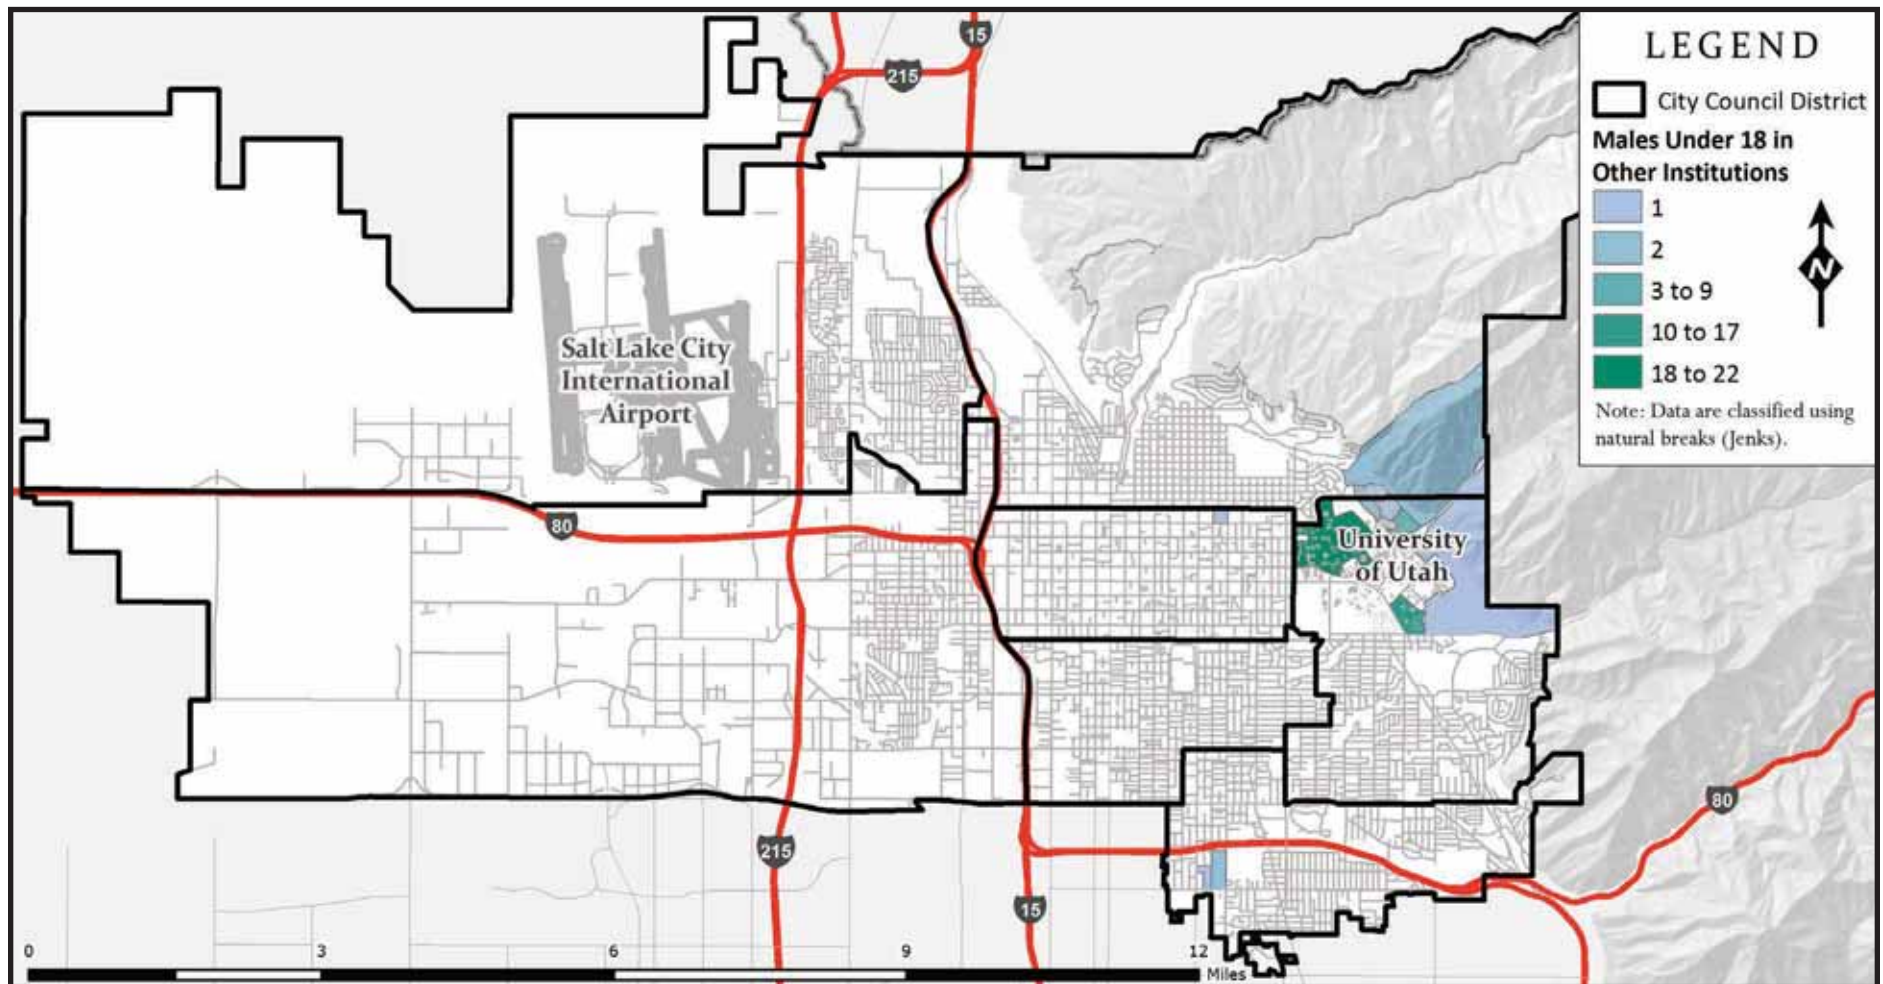 LEGEND
City Council District
Males Under 18 in
Other Institutions
1
2
3 to 9
10 to 17
18 to 22
Note: Data are classified using
natural breaks (Jenks).
N
15
215
Salt Lake City
International
Airport
80
University
of Utah
80
215
15
0 3 6 9 12
Miles